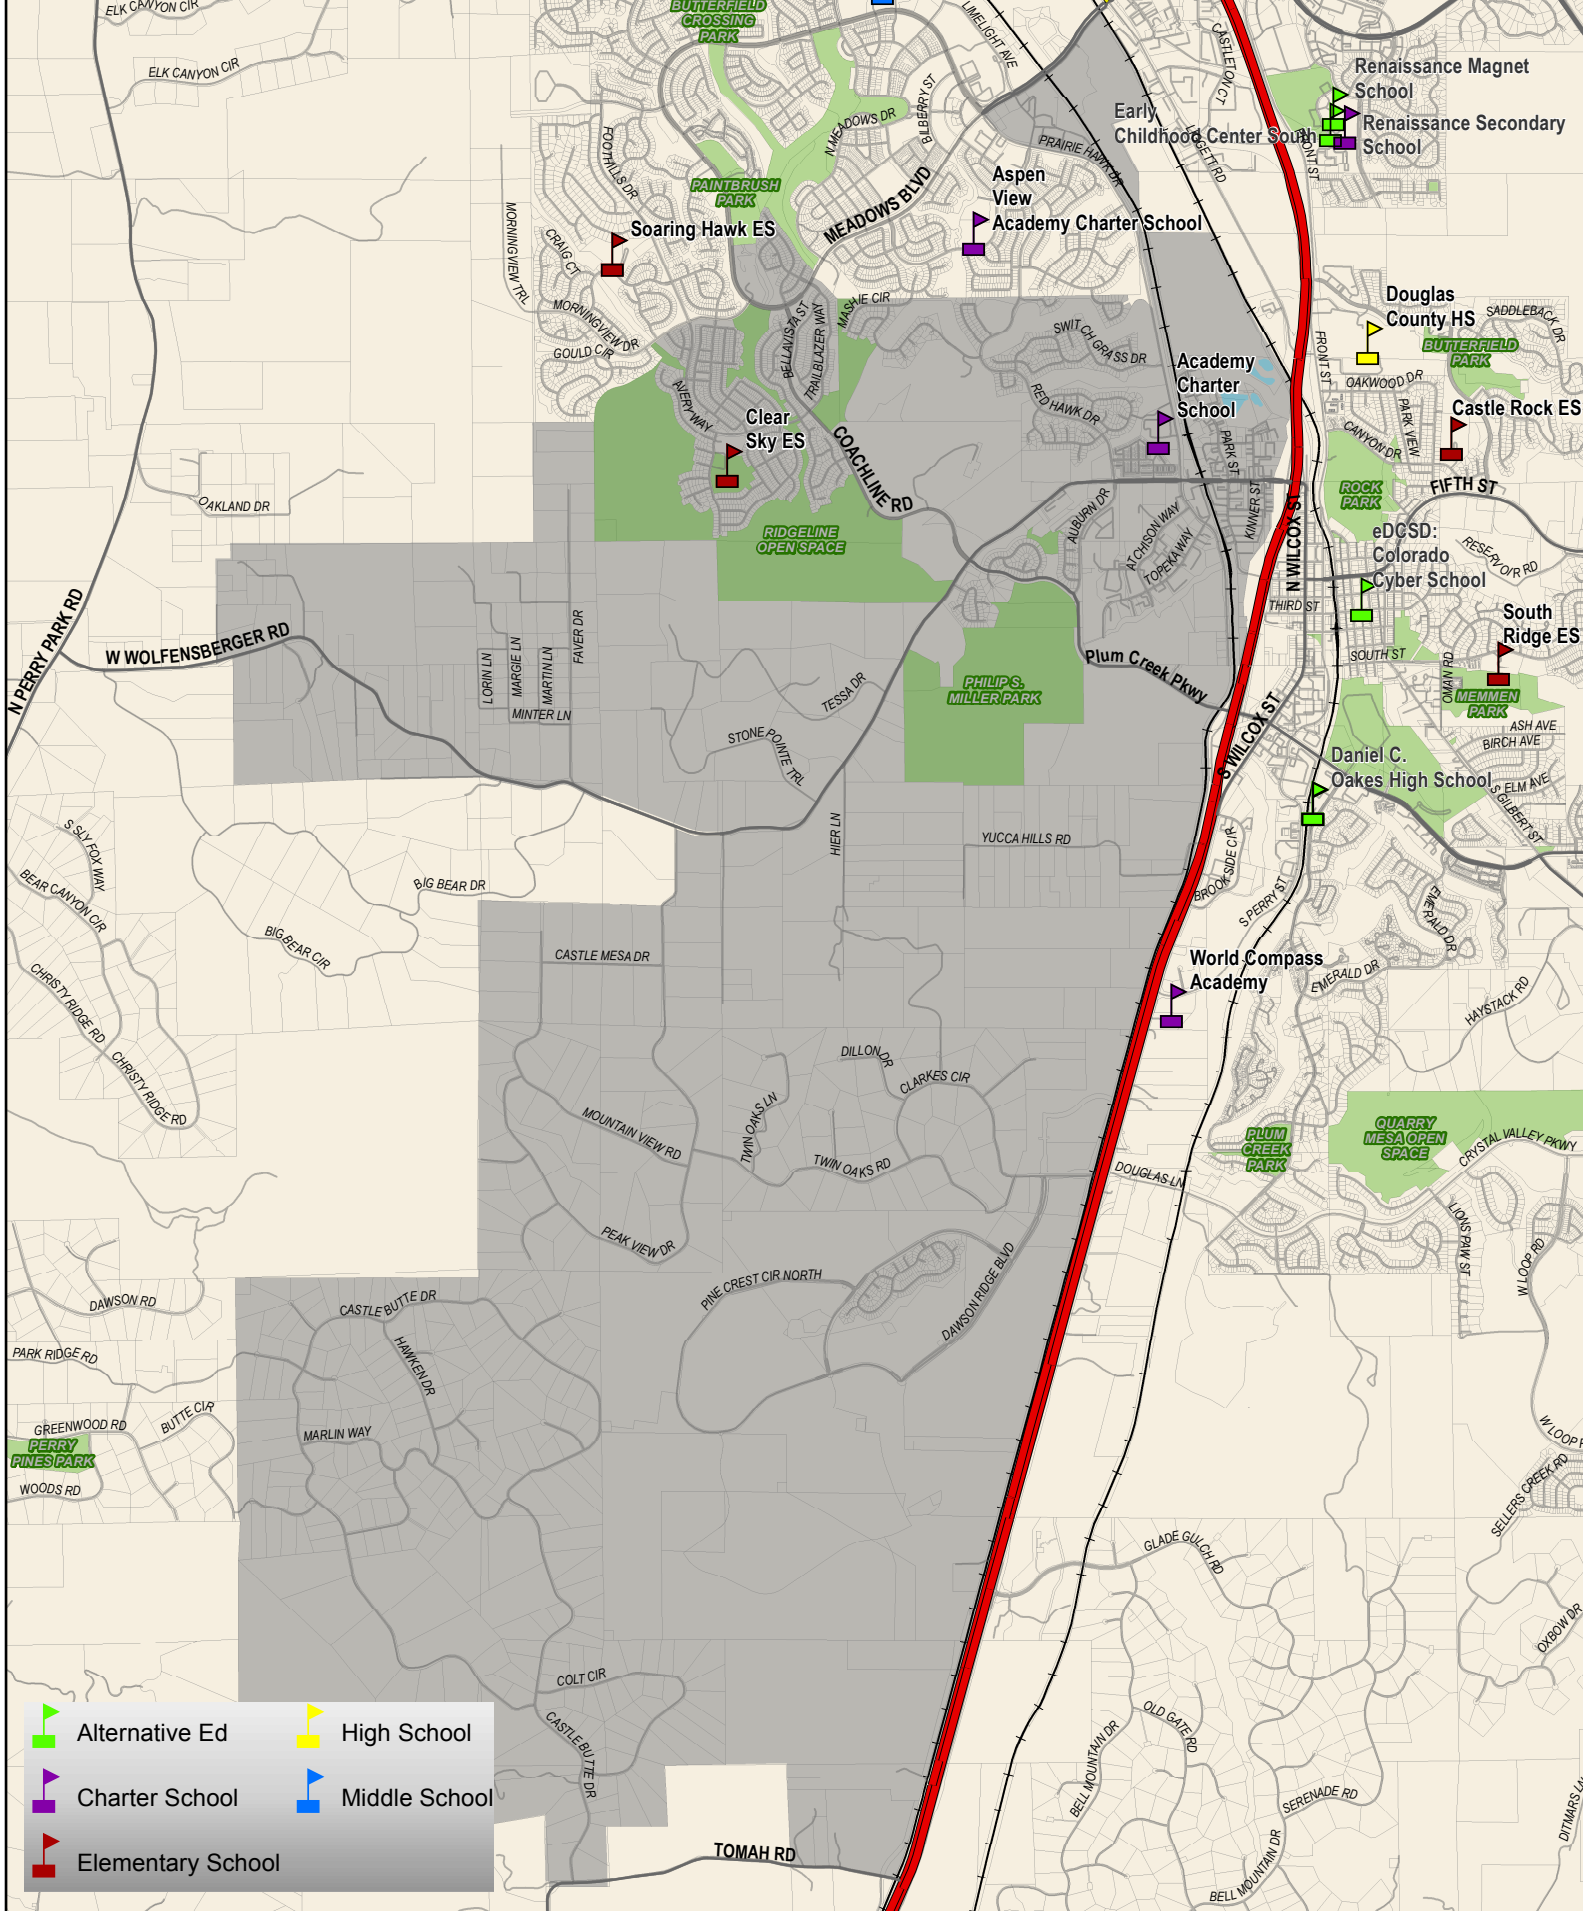 ELK CANYON CIR
ELK CANYON CIR
BUTTERFIELD
CROSSING
PARK
LIMELIGHT AVE
CASTLETON CT
Renaissance Magnet
School
Early
Childhood Center South
Renaissance Secondary
School
FRONT ST
LIGGETT RD
PRAIRIE HAWK DR
BILBERRY ST
N MEADOWS DR
FOOTHILLS DR
PAINTBRUSH
PARK
MEADOWS BLVD
Aspen
View
Academy Charter School
Soaring Hawk ES
MORNINGVIEW TRL
CRAIG CT
MORNINGVIEW DR
GOULD CIR
BELLAVISTA ST
TRAILBLAZER WAY
MASHIE CIR
SWITCH GRASS DR
RED HAWK DR
Academy
Charter
School
Douglas
County HS
SADDLEBACK DR
BUTTERFIELD
PARK
FRONT ST
OAKWOOD DR
PARK VIEW
CANYON DR
Castle Rock ES
AVERY WAY
Clear
Sky ES
COACHLINE RD
PARK ST
KINNER ST
N WILCOX ST
ROCK
PARK
FIFTH ST
OAKLAND DR
RIDGELINE
OPEN SPACE
AUBURN DR
ATCHISON WAY
TOPEKA WAY
eDCSD:
Colorado
Cyber School
RESERVOIR RD
THIRD ST
South
Ridge ES
SOUTH ST
OMAN RD
MEMMEN
PARK
N PERRY PARK RD
W WOLFENSBERGER RD
LORIN LN
MARGIE LN
MARTIN LN
FAVER DR
MINTER LN
TESSA DR
STONE POINTE TRL
PHILIP S.
MILLER PARK
Plum Creek Pkwy
S WILCOX ST
ASH AVE
BIRCH AVE
ELM AVE
S GILBERT ST
Daniel C.
Oakes High School
HIER LN
YUCCA HILLS RD
BROOKSIDE CIR
S PERRY ST
EMERALD DR
EMERALD DR
S SLY FOX WAY
BEAR CANYON CIR
BIG BEAR DR
BIG BEAR CIR
CHRISTY RIDGE RD
CHRISTY RIDGE RD
CASTLE MESA DR
World Compass
Academy
HAYSTACK RD
DILLON DR
CLARKES CIR
TWIN OAKS LN
TWIN OAKS RD
MOUNTAIN VIEW RD
PEAK VIEW DR
DOUGLAS LN
PLUM
CREEK
PARK
QUARRY
MESA OPEN
SPACE
CRYSTAL VALLEY PKWY
LIONS PAW ST
W LOOP RD
PINE CREST CIR NORTH
DAWSON RIDGE BLVD
DAWSON RD
CASTLE BUTTE DR
HAWKEN DR
PARK RIDGE RD
GREENWOOD RD
BUTTE CIR
PERRY
PINES PARK
WOODS RD
MARLIN WAY
W LOOP R
SELLERS CREEK RD
GLADE GULCH RD
OXBOW DR
COLT CIR
CASTLE BUTTE DR
OLD GATE RD
BELL MOUNTAIN DR
SERENADE RD
DITMARS LN
BELL MOUNTAIN DR
TOMAH RD
Alternative Ed
High School
Charter School
Middle School
Elementary School